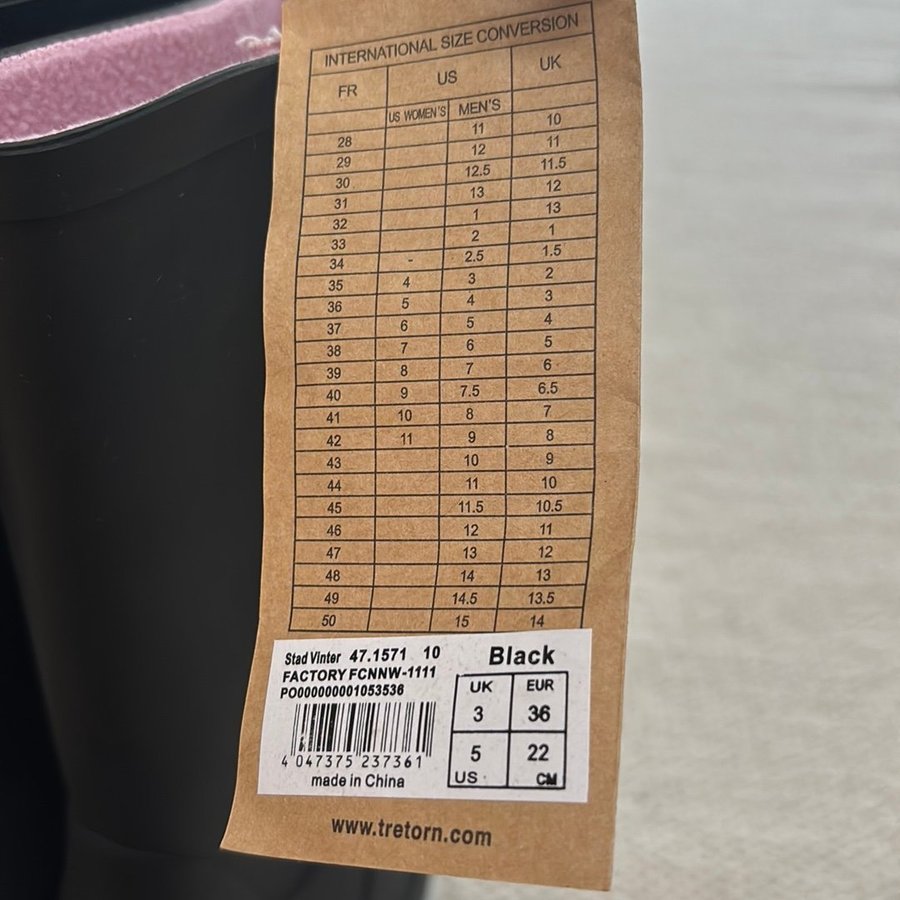 INTERNATIONAL SIZE CONVERSION
FR US UK
US WOMEN'S MEN'S
28 11 10
29 12 11
30 12.5 11.5
31 13 12
32 1 13
33 2 1
34 - 2.5 1.5
35 4 3 2
36 5 4 3
37 6 5 4
38 7 6 5
39 8 7 6
40 9 7.5 6.5
41 10 8 7
42 11 9 8
43 10 9
44 11 10
45 11.5 10.5
46 12 11
47 13 12
48 14 13
49 14.5 13.5
50 15 14
Stad Vinter 47.1571 10
FACTORY FCNNW-1111
PO000000001053536
4 047375 237361
made in China
Black
UK EUR
3 36
5 22
US CM
www.tretorn.com